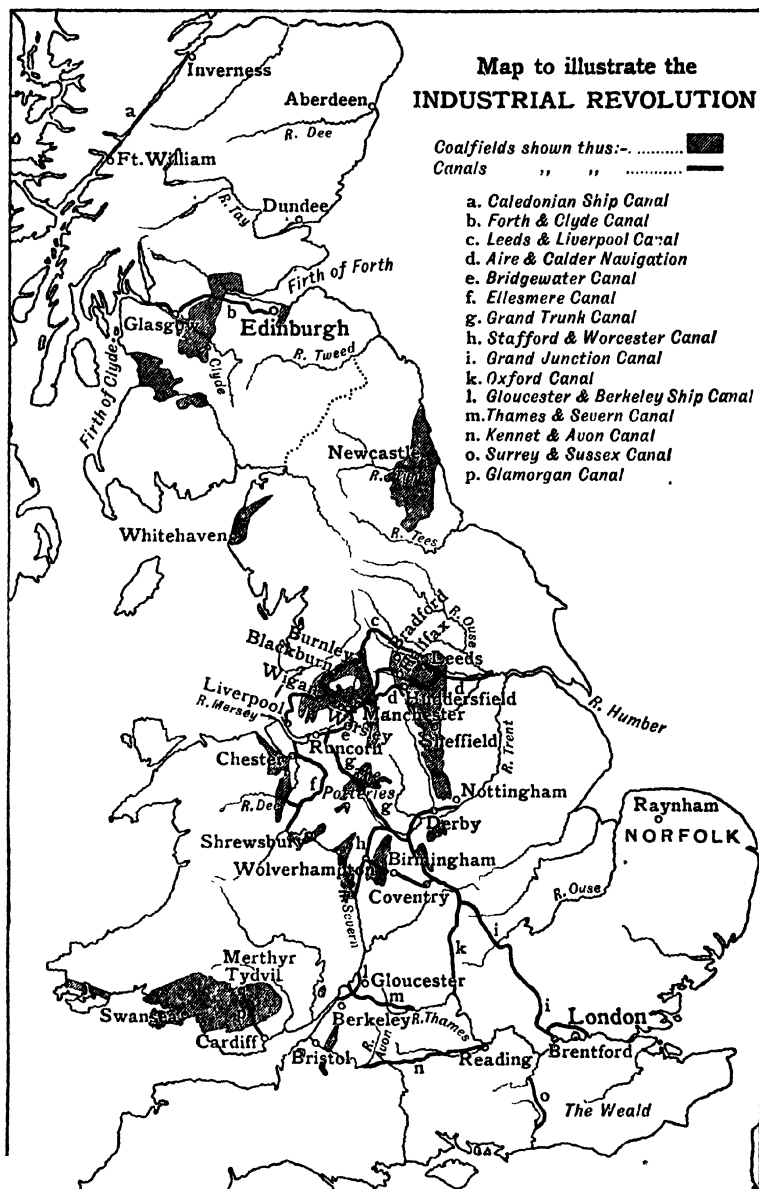 Map to illustrate the
INDUSTRIAL REVOLUTION
Coalfields shown thus:- ...........
Canals ,, ,, ............
a. Caledonian Ship Canal
b. Forth & Clyde Canal
c. Leeds & Liverpool Canal
d. Aire & Calder Navigation
e. Bridgewater Canal
f. Ellesmere Canal
g. Grand Trunk Canal
h. Stafford & Worcester Canal
i. Grand Junction Canal
k. Oxford Canal
l. Gloucester & Berkeley Ship Canal
m. Thames & Severn Canal
n. Kennet & Avon Canal
o. Surrey & Sussex Canal
p. Glamorgan Canal
Inverness
a
Aberdeen
R. Dee
Ft. William
Dundee
R. Tay
Firth of Forth
Glasgow
b
Edinburgh
Clyde
R. Tweed
Firth of Clyde
Newcastle
Whitehaven
R. Tees
c
Bradford
Halifax
R. Ouse
Burnley
Blackburn
Leeds
Wigan
d
Huddersfield
d
Liverpool
R. Mersey
Manchester
Worsley
R. Humber
Runcorn
e
Sheffield
R. Trent
Chester
g
The
Potteries
f
R. Dee
g
Nottingham
Derby
Raynham
NORFOLK
Shrewsbury
h
Birmingham
Wolverhampton
Coventry
R. Ouse
R. Severn
k
i
Merthyr
Tydvil
l
Gloucester
m
i
Swansea
p
Berkeley
R. Thames
London
Cardiff
Bristol
R. Avon
n
Reading
Brentford
o
The Weald